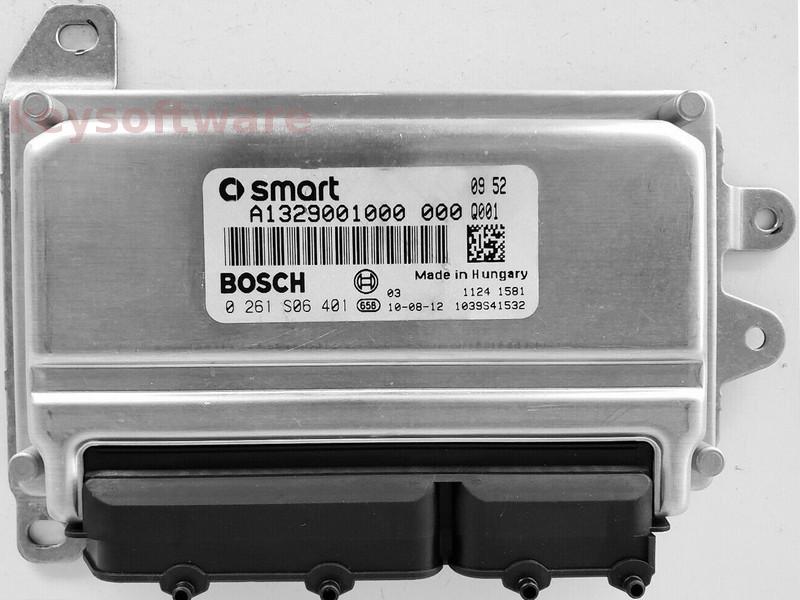 keysoftware
smart 09 52
A1329001000 000 Q001
BOSCH Made in Hungary
03 1124 1581
0 261 S06 401 658 10-08-12 1039S41532